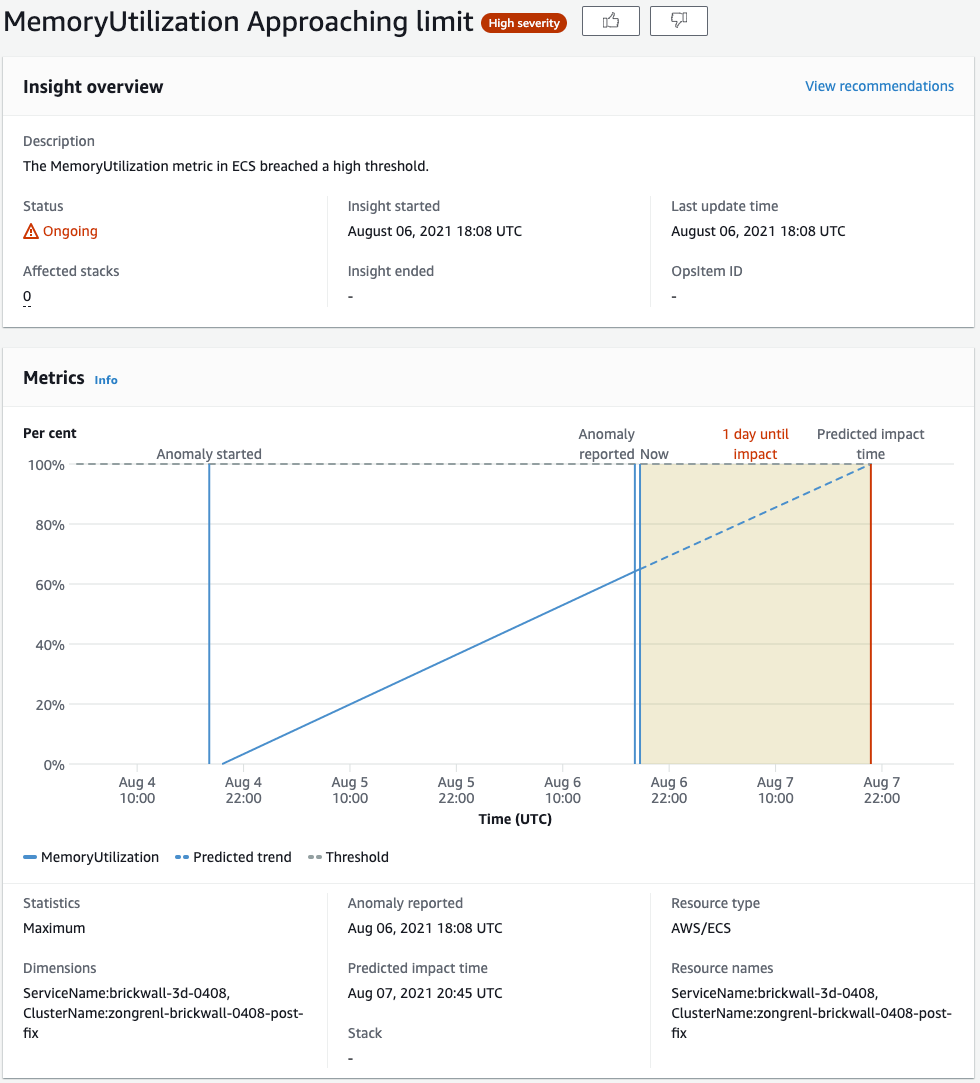 MemoryUtilization Approaching limit High severity
Insight overview
View recommendations
Description
The MemoryUtilization metric in ECS breached a high threshold.
Status
Ongoing
Insight started
August 06, 2021 18:08 UTC
Last update time
August 06, 2021 18:08 UTC
Affected stacks
0
Insight ended
-
OpsItem ID
-
Metrics Info
Per cent
Anomaly started
Anomaly
reported
Now
1 day until
impact
Predicted impact
time
100%
80%
60%
40%
20%
0%
Aug 4
10:00
Aug 4
22:00
Aug 5
10:00
Aug 5
22:00
Aug 6
10:00
Aug 6
22:00
Aug 7
10:00
Aug 7
22:00
Time (UTC)
MemoryUtilization Predicted trend Threshold
Statistics
Maximum
Anomaly reported
Aug 06, 2021 18:08 UTC
Resource type
AWS/ECS
Dimensions
ServiceName:brickwall-3d-0408,
ClusterName:zongrenl-brickwall-0408-post-
fix
Predicted impact time
Aug 07, 2021 20:45 UTC
Stack
-
Resource names
ServiceName:brickwall-3d-0408,
ClusterName:zongrenl-brickwall-0408-post-
fix